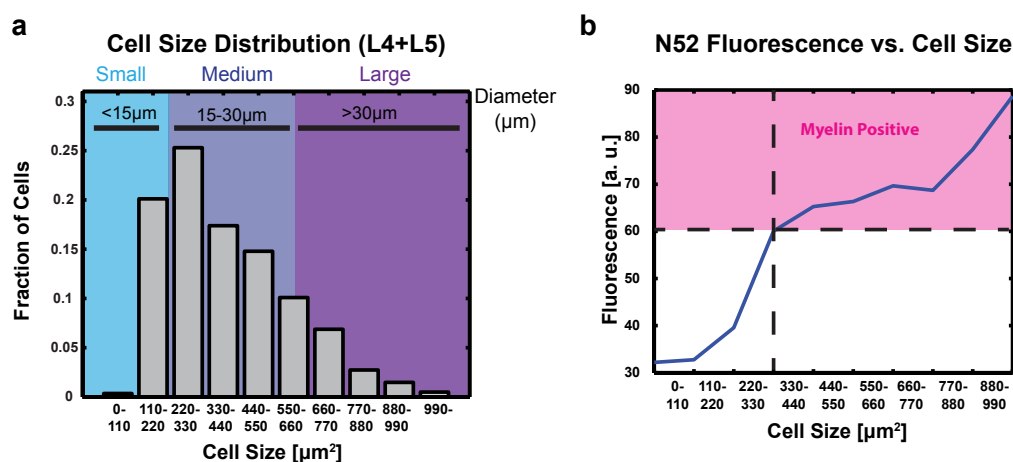 a
Cell Size Distribution (L4+L5)
Small Medium Large
<15µm 15-30µm >30µm
Diameter
(µm)
Fraction of Cells
0.3
0.25
0.2
0.15
0.1
0.05
0
0- 110- 220- 330- 440- 550- 660- 770- 880- 990-
110 220 330 440 550 660 770 880 990
Cell Size [µm²]
b
N52 Fluorescence vs. Cell Size
Myelin Positive
Fluorescence [a. u.]
90
80
70
60
50
40
30
0- 110- 220- 330- 440- 550- 660- 770- 880-
110 220 330 440 550 660 770 880 990
Cell Size [µm²]